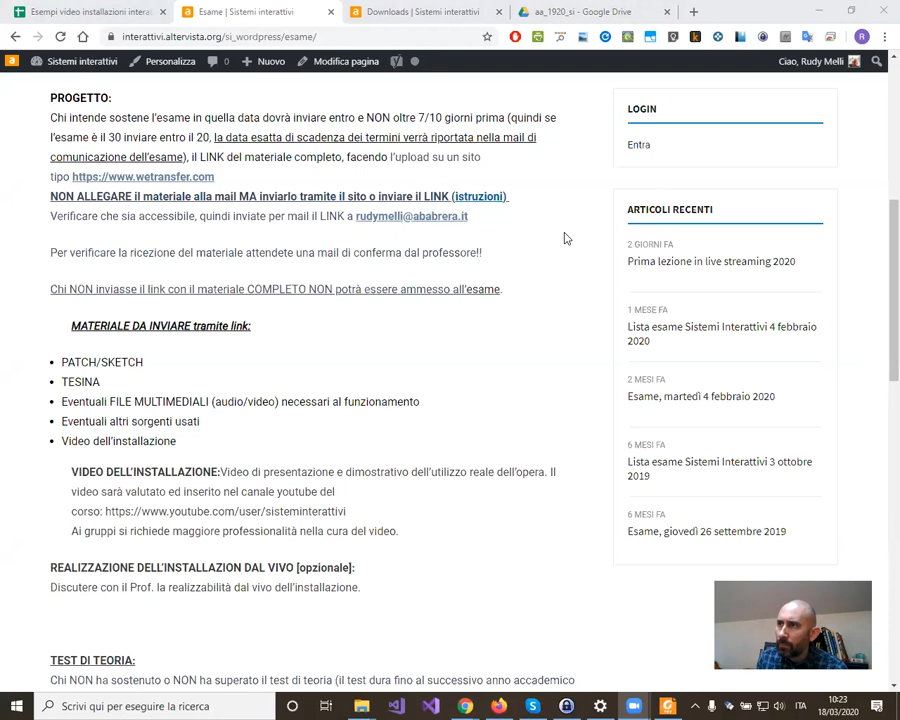 Esempi video installazioni intera
Esame | Sistemi interattivi
Downloads | Sistemi interattivi
aa_1920_si - Google Drive
interattivi.altervista.org/si_wordpress/esame/
Sistemi interattivi
Personalizza
0
Nuovo
Modifica pagina
Ciao, Rudy Melli
PROGETTO:
Chi intende sostene l'esame in quella data dovrà inviare entro e NON oltre 7/10 giorni prima (quindi se
l'esame è il 30 inviare entro il 20, la data esatta di scadenza dei termini verrà riportata nella mail di
comunicazione dell'esame), il LINK del materiale completo, facendo l'upload su un sito
tipo https://www.wetransfer.com
NON ALLEGARE il materiale alla mail MA inviarlo tramite il sito o inviare il LINK (istruzioni)
Verificare che sia accessibile, quindi inviate per mail il LINK a rudymelli@ababrera.it
Per verificare la ricezione del materiale attendete una mail di conferma dal professore!!
Chi NON inviasse il link con il materiale COMPLETO NON potrà essere ammesso all'esame.
MATERIALE DA INVIARE tramite link:
• PATCH/SKETCH
• TESINA
• Eventuali FILE MULTIMEDIALI (audio/video) necessari al funzionamento
• Eventuali altri sorgenti usati
• Video dell'installazione
VIDEO DELL'INSTALLAZIONE:Video di presentazione e dimostrativo dell'utilizzo reale dell'opera. Il
video sarà valutato ed inserito nel canale youtube del
corso: https://www.youtube.com/user/sisteminterattivi
Ai gruppi si richiede maggiore professionalità nella cura del video.
REALIZZAZIONE DELL'INSTALLAZION DAL VIVO [opzionale]:
Discutere con il Prof. la realizzabilità dal vivo dell'installazione.
TEST DI TEORIA:
Chi NON ha sostenuto o NON ha superato il test di teoria (il test dura fino al successivo anno accademico
LOGIN
Entra
ARTICOLI RECENTI
2 GIORNI FA
Prima lezione in live streaming 2020
1 MESE FA
Lista esame Sistemi Interattivi 4 febbraio
2020
2 MESI FA
Esame, martedì 4 febbraio 2020
6 MESI FA
Lista esame Sistemi Interattivi 3 ottobre
2019
6 MESI FA
Esame, giovedì 26 settembre 2019
Scrivi qui per eseguire la ricerca
ITA
10:23
18/03/2020